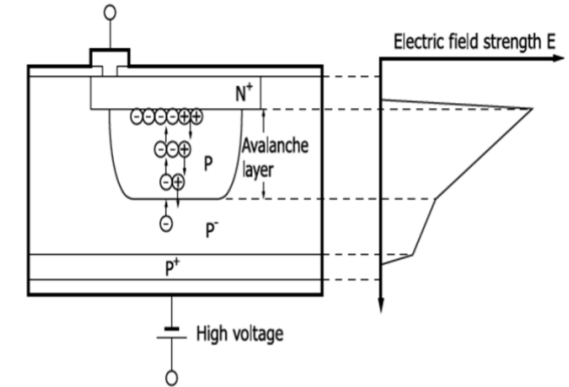 Electric field strength E
N⁺
Avalanche
layer
P
P⁻
P⁺
High voltage